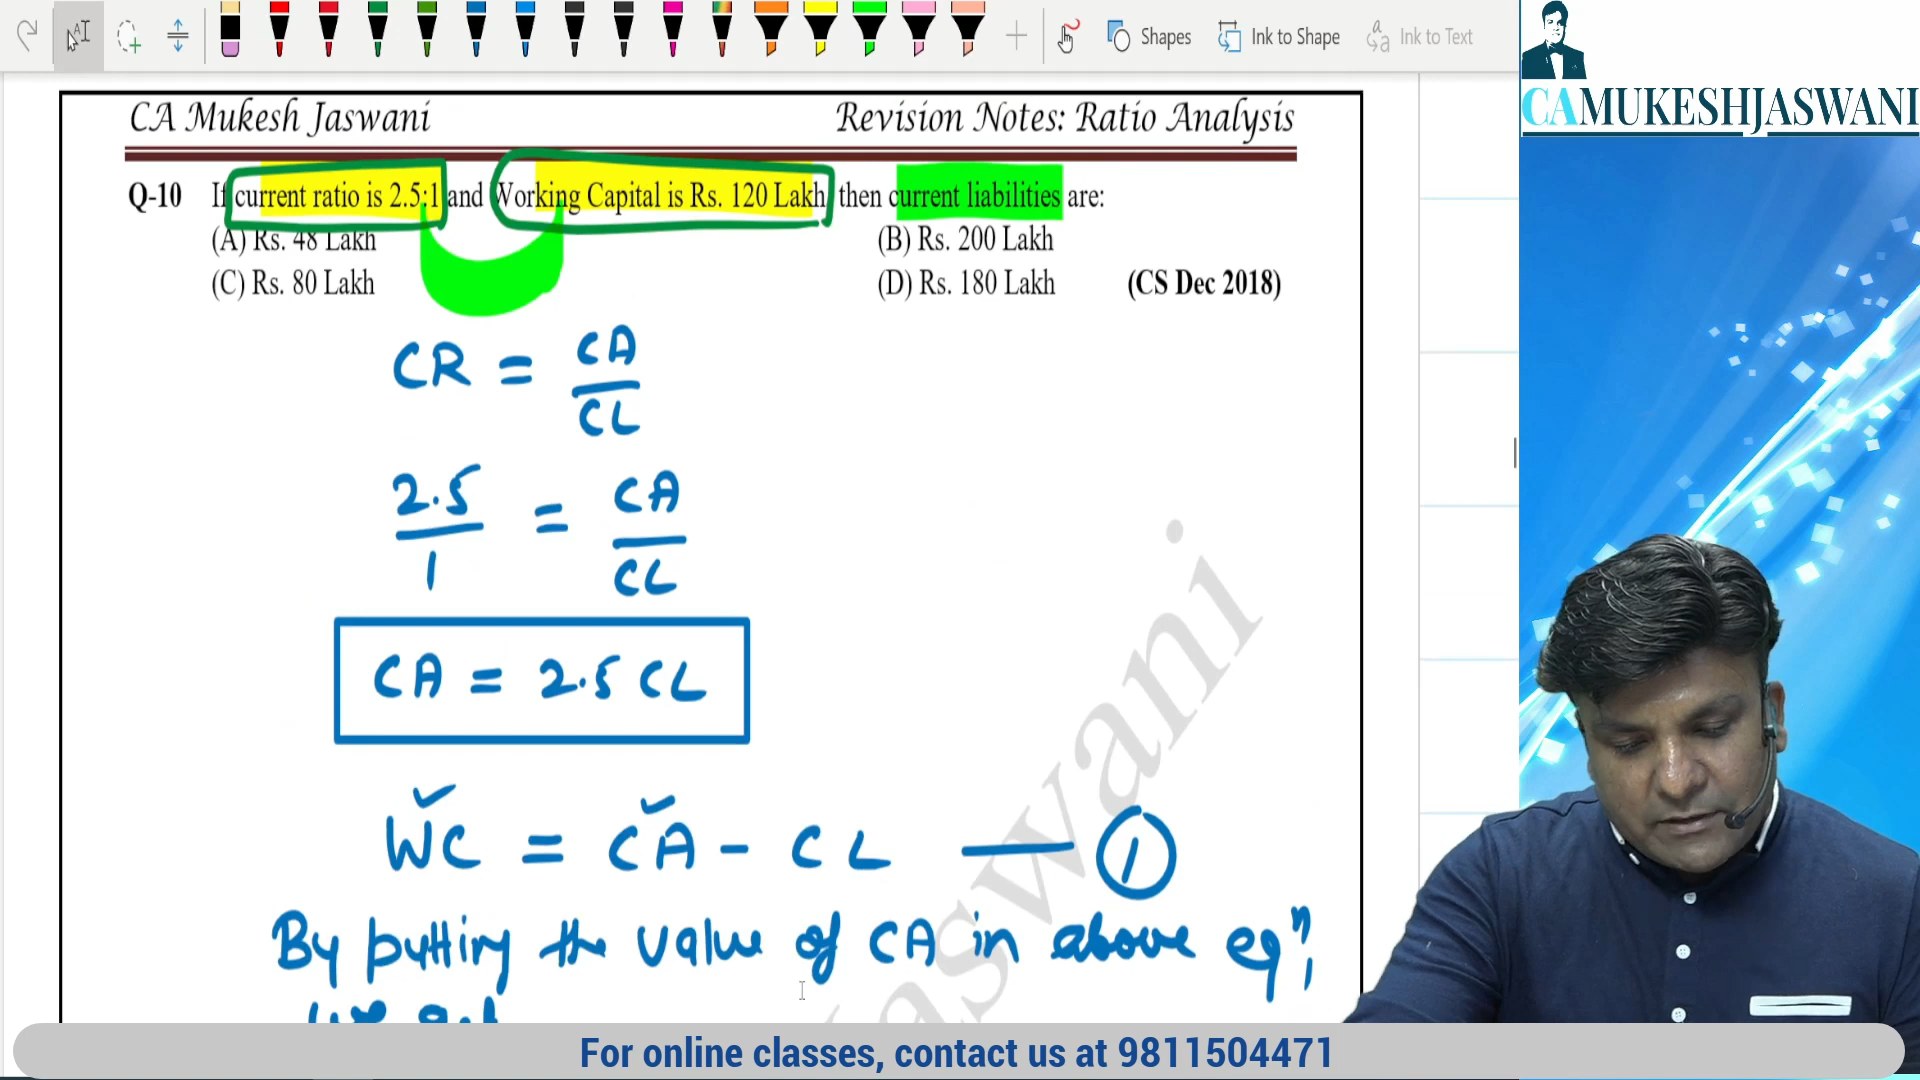 Shapes Ink to Shape Ink to Text
CAMUKESHJASWANI
CA Mukesh Jaswani Revision Notes: Ratio Analysis
Q-10 If current ratio is 2.5:1 and Working Capital is Rs. 120 Lakh, then current liabilities are:
(A) Rs. 48 Lakh (B) Rs. 200 Lakh
(C) Rs. 80 Lakh (D) Rs. 180 Lakh (CS Dec 2018)
CR = CA/CL
2.5/1 = CA/CL
CA = 2.5 CL
WC = CA - CL — 1
By putting the value of CA in above eqn,
we get
Jaswani
For online classes, contact us at 9811504471